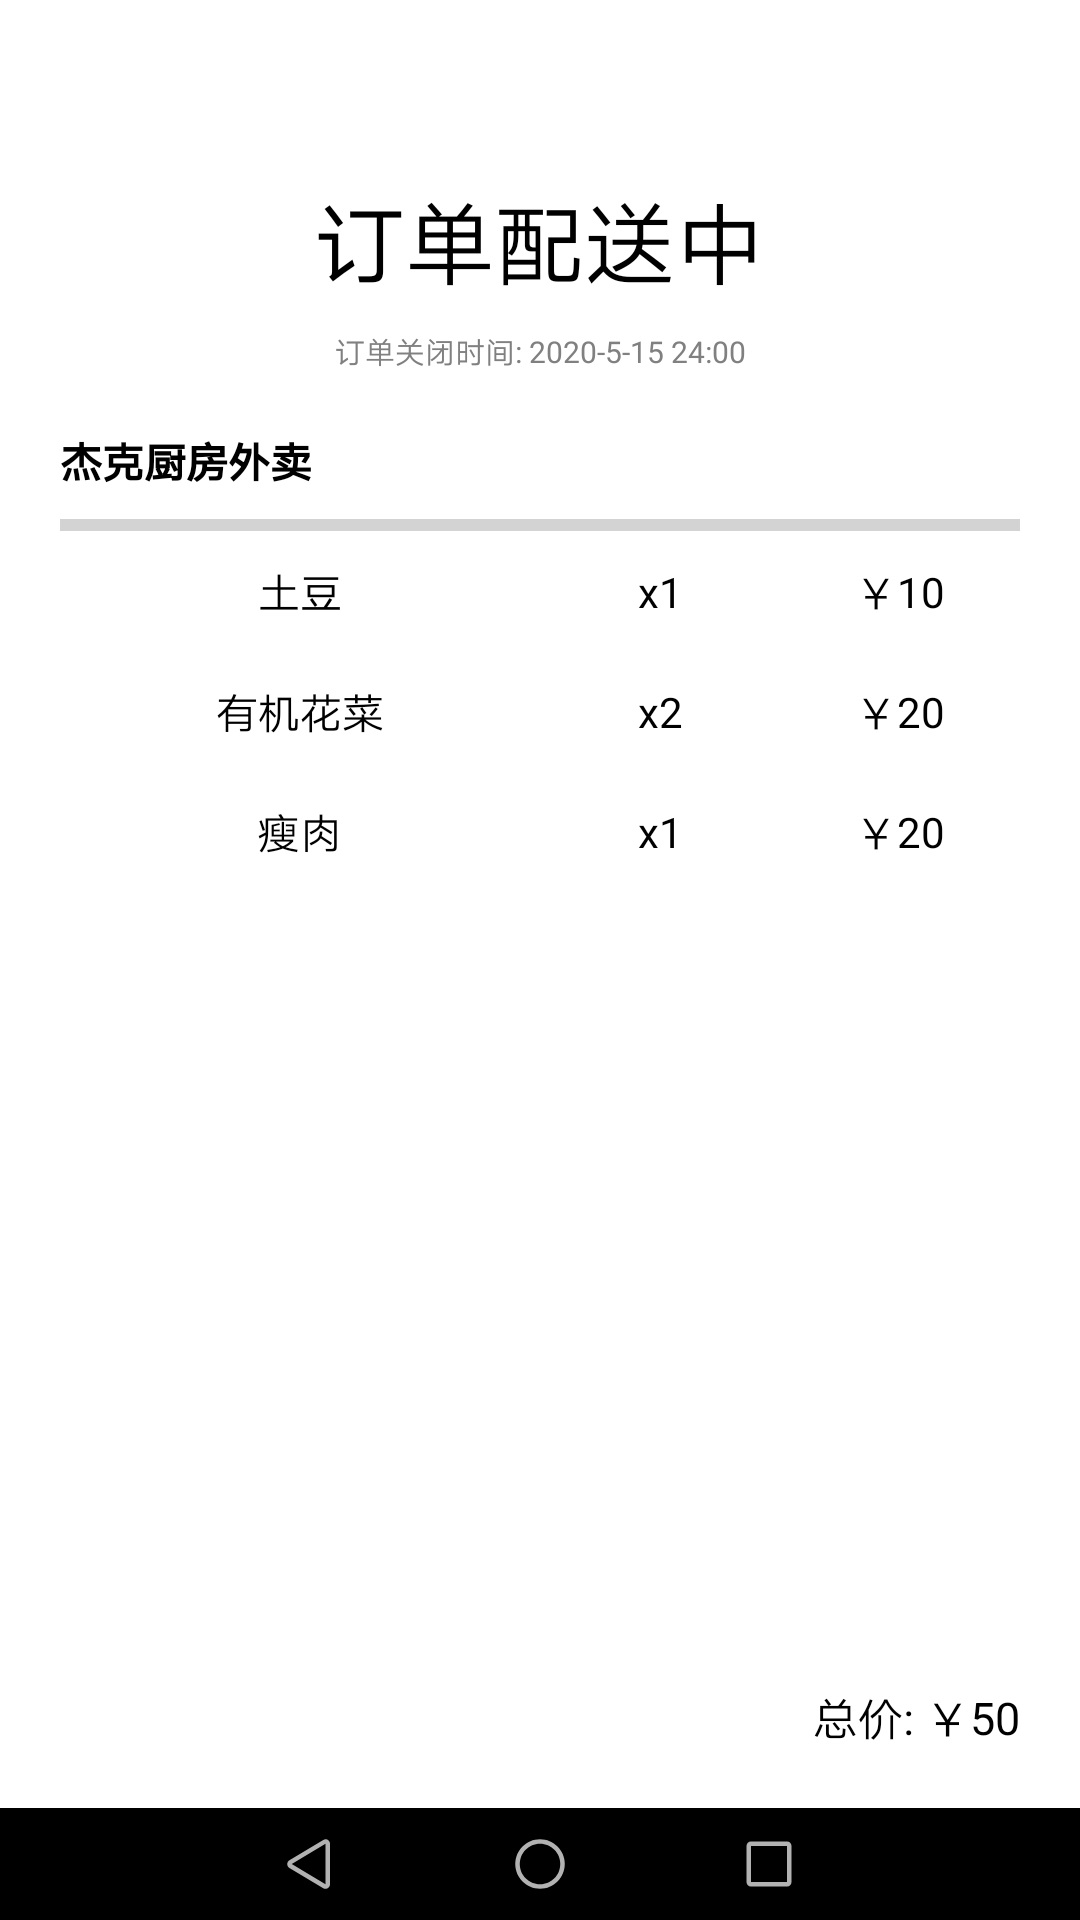 订单配送中
订单关闭时间: 2020-5-15 24:00
杰克厨房外卖
土豆 x1 ￥10
有机花菜 x2 ￥20
瘦肉 x1 ￥20
总价: ￥50